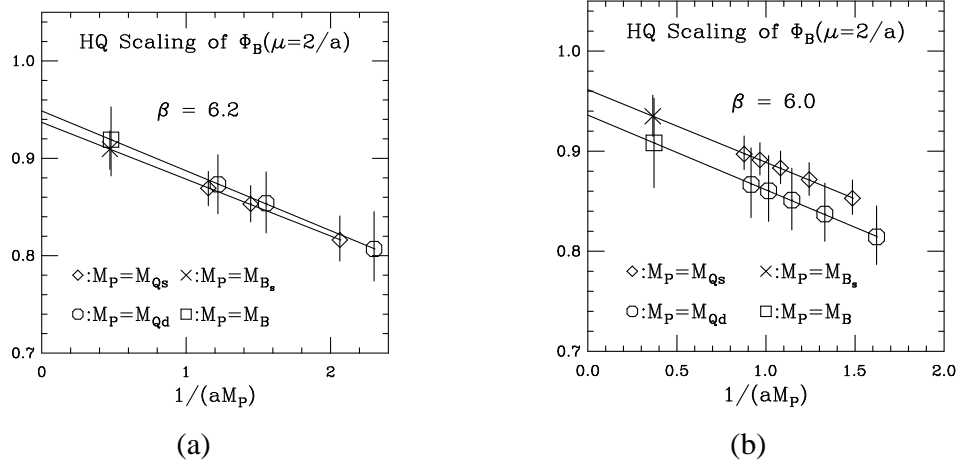 HQ Scaling of Φ_B(μ=2/a)
β = 6.2
1.0
0.9
0.8
0.7
◇:M_P=M_Qs ×:M_P=M_B_s
○:M_P=M_Qd □:M_P=M_B
0 1 2
1/(aM_P)
(a)
HQ Scaling of Φ_B(μ=2/a)
β = 6.0
1.0
0.9
0.8
0.7
◇:M_P=M_Qs ×:M_P=M_B_s
○:M_P=M_Qd □:M_P=M_B
0.0 0.5 1.0 1.5 2.0
1/(aM_P)
(b)